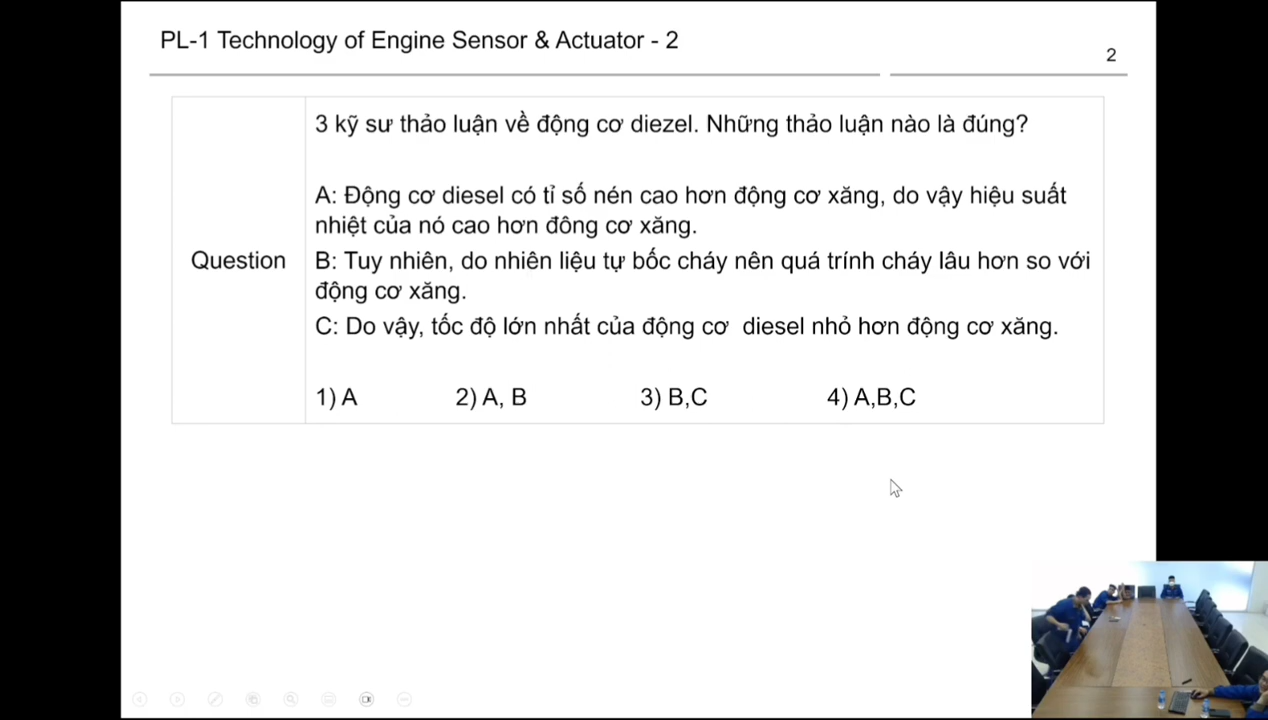 PL-1 Technology of Engine Sensor & Actuator - 2
2
3 kỹ sư thảo luận về động cơ diezel. Những thảo luận nào là đúng?
A: Động cơ diesel có tỉ số nén cao hơn động cơ xăng, do vậy hiệu suất
nhiệt của nó cao hơn đông cơ xăng.
Question
B: Tuy nhiên, do nhiên liệu tự bốc cháy nên quá trính cháy lâu hơn so với
động cơ xăng.
C: Do vậy, tốc độ lớn nhất của động cơ diesel nhỏ hơn động cơ xăng.
1) A 2) A, B 3) B,C 4) A,B,C